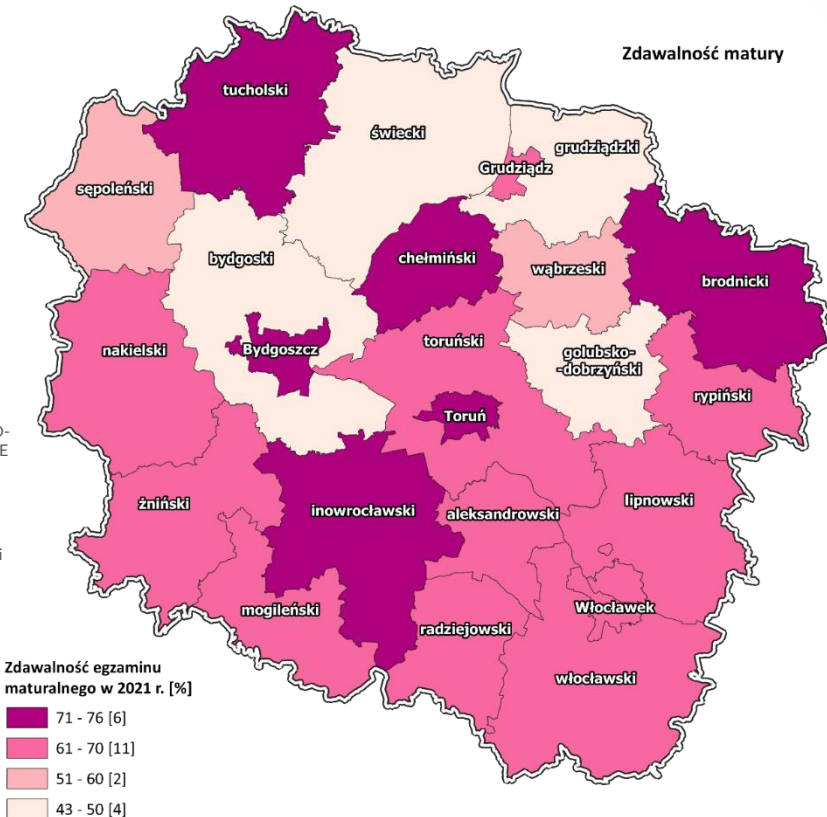 Zdawalność matury
tucholski
świecki
grudziądzki
Grudziądz
sępoleński
bydgoski
chełmiński
wąbrzeski
brodnicki
Bydgoszcz
nakielski
toruński
golubsko-
-dobrzyński
rypiński
Toruń
O-
E
żniński
inowrocławski
aleksandrowski
lipnowski
i
mogileński
radziejowski
Włocławek
włocławski
Zdawalność egzaminu
maturalnego w 2021 r. [%]
71 - 76 [6]
61 - 70 [11]
51 - 60 [2]
43 - 50 [4]